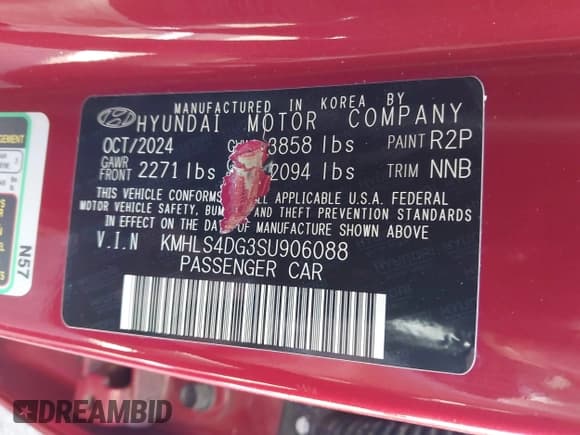 MANUFACTURED IN KOREA BY
HYUNDAI MOTOR COMPANY
OCT/2024 3858 lbs PAINT R2P
GAWR FRONT 2271 lbs 2094 lbs TRIM NNB
THIS VEHICLE CONFORMS ALL APPLICABLE U.S.A. FEDERAL
MOTOR VEHICLE SAFETY, AND THEFT PREVENTION STANDARDS
IN EFFECT ON THE DATE OF MANUFACTURE SHOWN ABOVE
V.I.N KMHLS4DG3SU906088
PASSENGER CAR
N57
DREAMBID